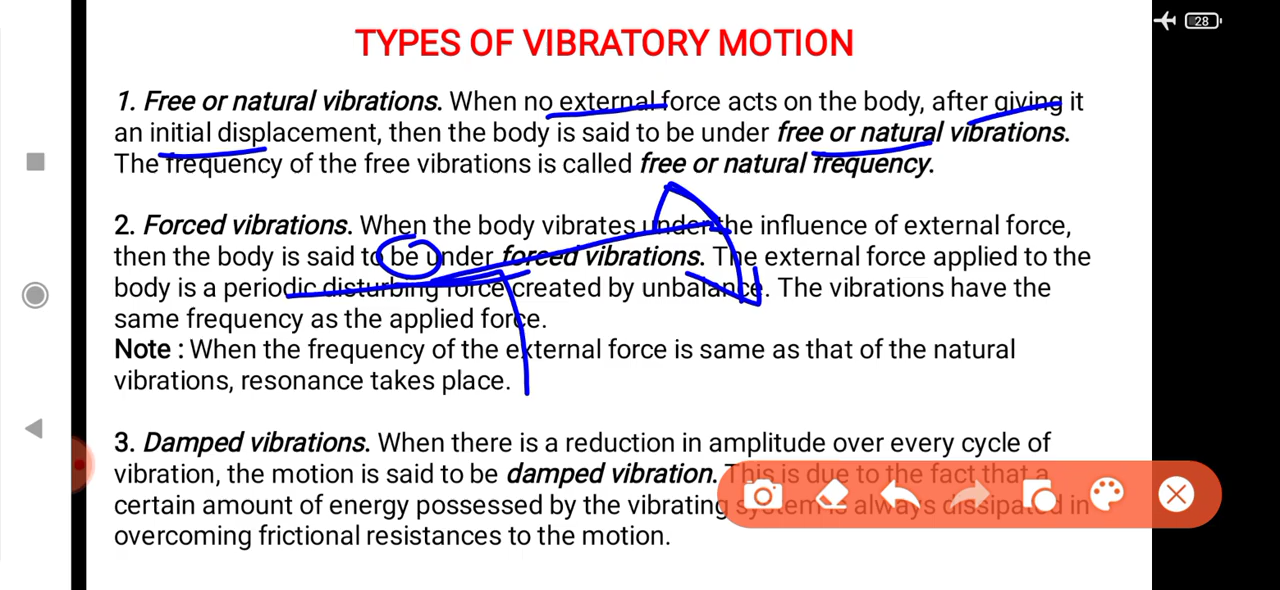 TYPES OF VIBRATORY MOTION
1. Free or natural vibrations. When no external force acts on the body, after giving it
an initial displacement, then the body is said to be under free or natural vibrations.
The frequency of the free vibrations is called free or natural frequency.
2. Forced vibrations. When the body vibrates under the influence of external force,
then the body is said to be under forced vibrations. The external force applied to the
body is a periodic disturbing force created by unbalance. The vibrations have the
same frequency as the applied force.
Note : When the frequency of the external force is same as that of the natural
vibrations, resonance takes place.
3. Damped vibrations. When there is a reduction in amplitude over every cycle of
vibration, the motion is said to be damped vibration. This is due to the fact that a
certain amount of energy possessed by the vibrating system is always dissipated in
overcoming frictional resistances to the motion.
28